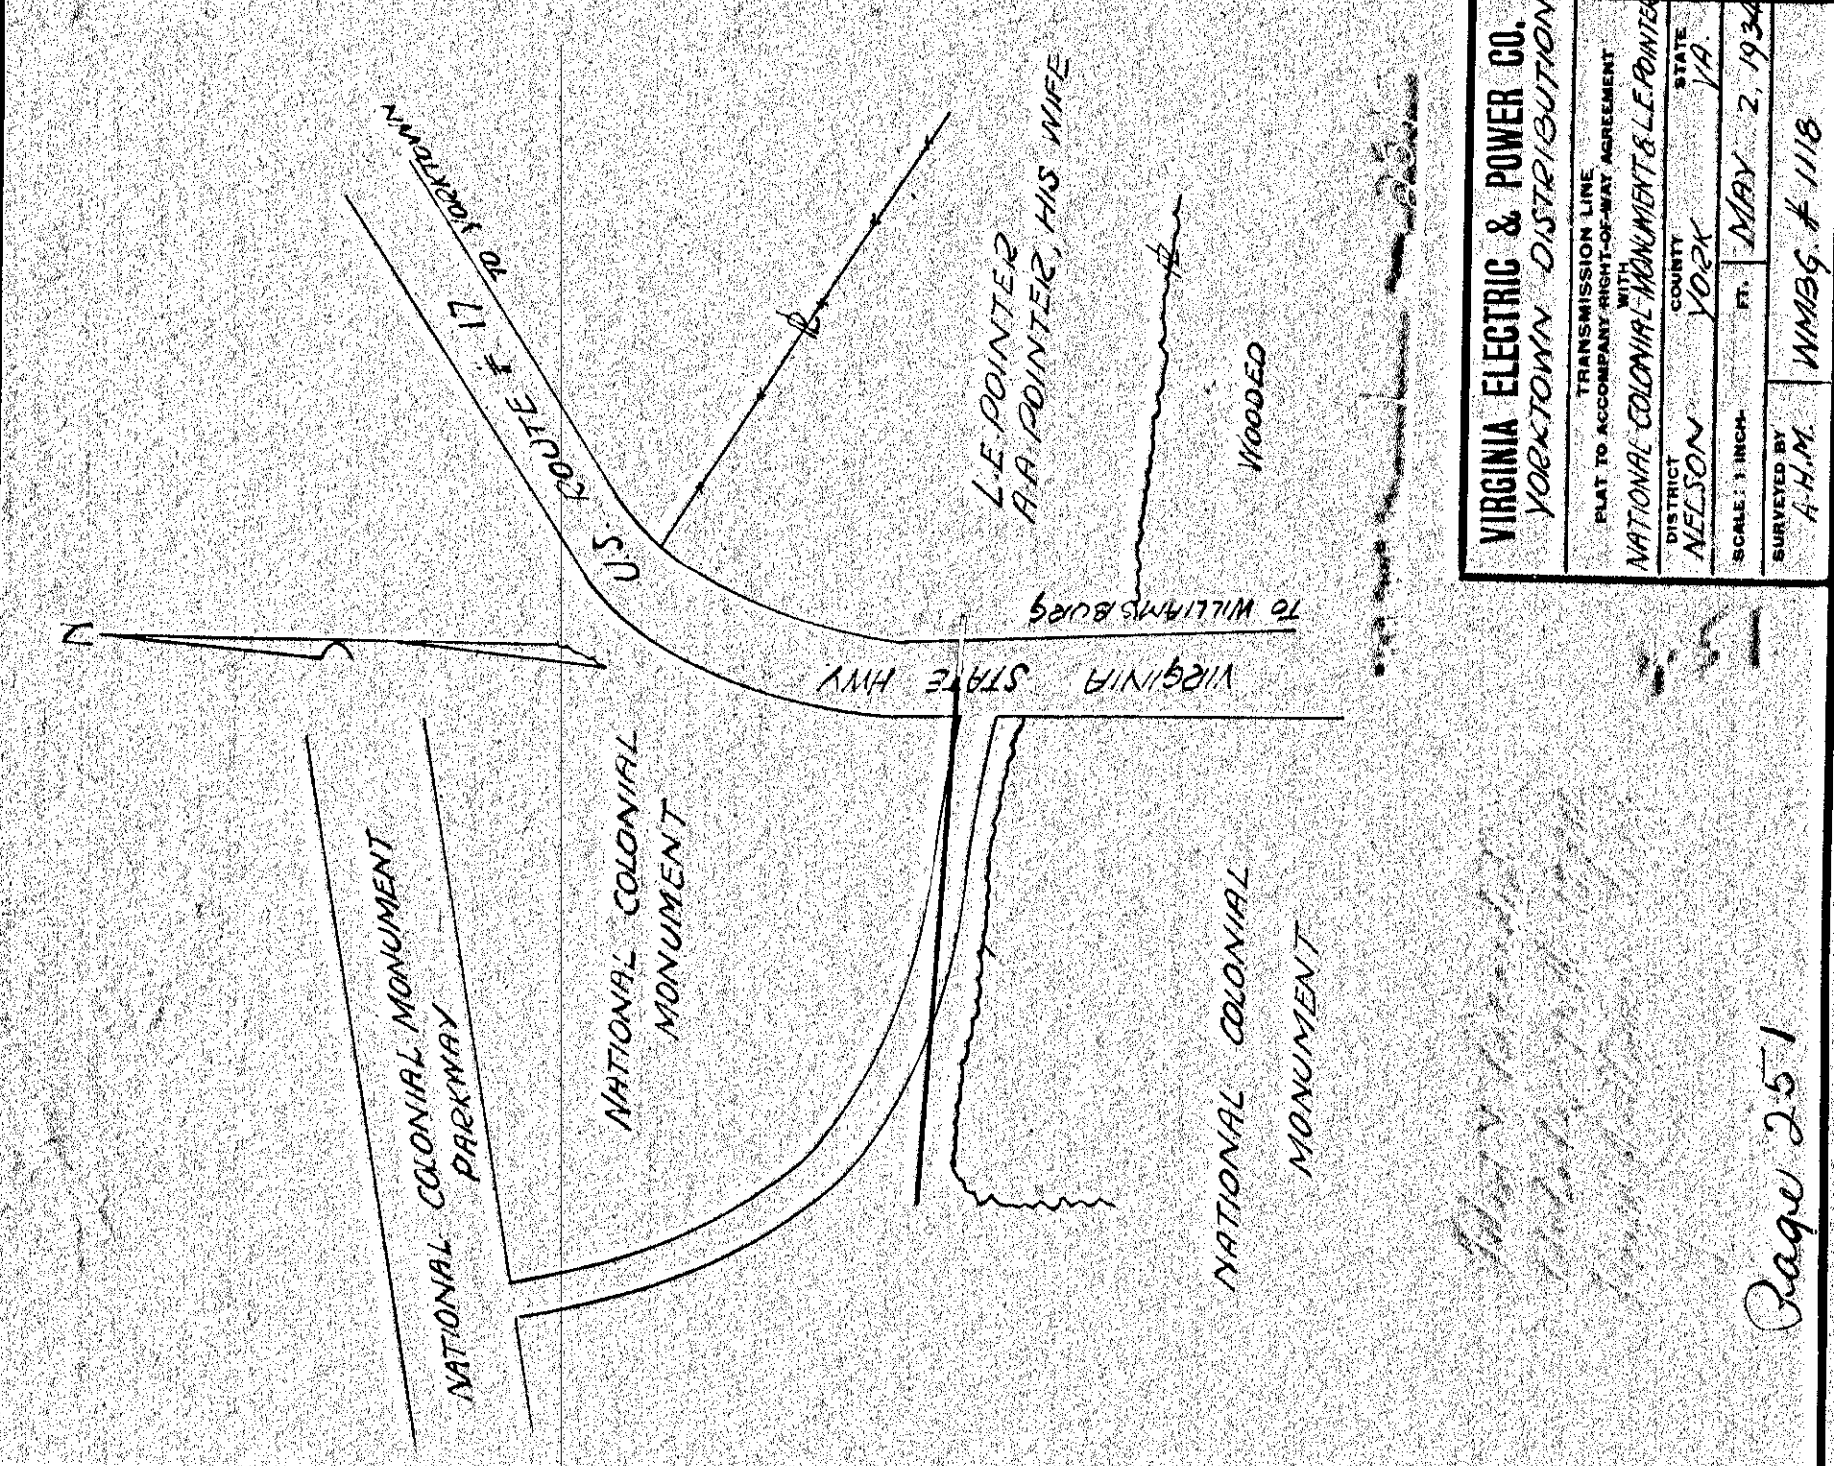 N
TO YORKTOWN
U.S. ROUTE # 17
NATIONAL COLONIAL MONUMENT
NATIONAL COLONIAL
PARKWAY
NATIONAL COLONIAL
MONUMENT
VIRGINIA STATE HWY
TO WILLIAMSBURG
L.E. POINTER
A.A. POINTER, HIS WIFE
WOODED
NATIONAL COLONIAL
MONUMENT
VIRGINIA ELECTRIC & POWER CO.
YORKTOWN DISTRIBUTION
TRANSMISSION LINE
PLAT TO ACCOMPANY RIGHT-OF-WAY AGREEMENT
WITH
NATIONAL COLONIAL MONUMENT & L.E. POINTER
DISTRICT COUNTY STATE
NELSON YORK VA.
SCALE: 1 INCH- FT. MAY 2, 1934
SURVEYED BY
A.H.M. WMBG. # 1118
Page 251